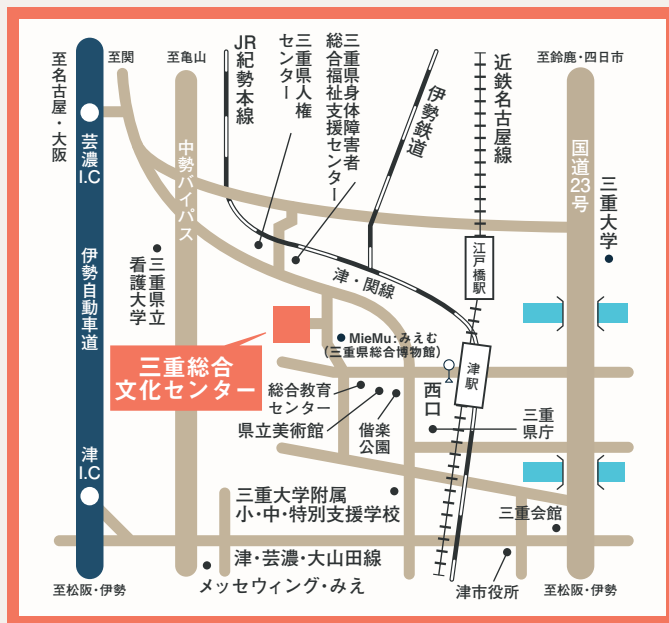 至名古屋・大阪
至関
至亀山
JR紀勢本線
三重県人権
センター
三重県身体障害者
総合福祉支援センター
伊勢鉄道
近鉄名古屋線
至鈴鹿・四日市
芸濃
I.C
中勢バイパス
国道23号
三重大学
伊勢自動車道
三重県立
看護大学
江戸橋駅
津・関線
三重総合
文化センター
MieMu:みえむ
(三重県総合博物館)
津駅
総合教育
センター
県立美術館
偕楽
公園
西口
三重
県庁
津
I.C
三重大学附属
小・中・特別支援学校
三重会館
津・芸濃・大山田線
メッセウィング・みえ
津市役所
至松阪・伊勢
至松阪・伊勢